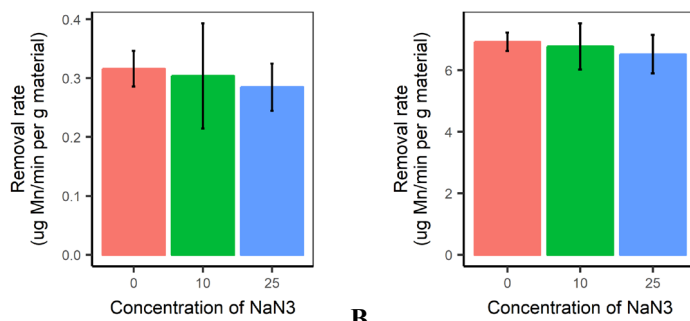 Removal rate
(ug Mn/min per g material)
0.4
0.3
0.2
0.1
0.0
0 10 25
Concentration of NaN3
Removal rate
(ug Mn/min per g material)
6
4
2
0
0 10 25
Concentration of NaN3
B